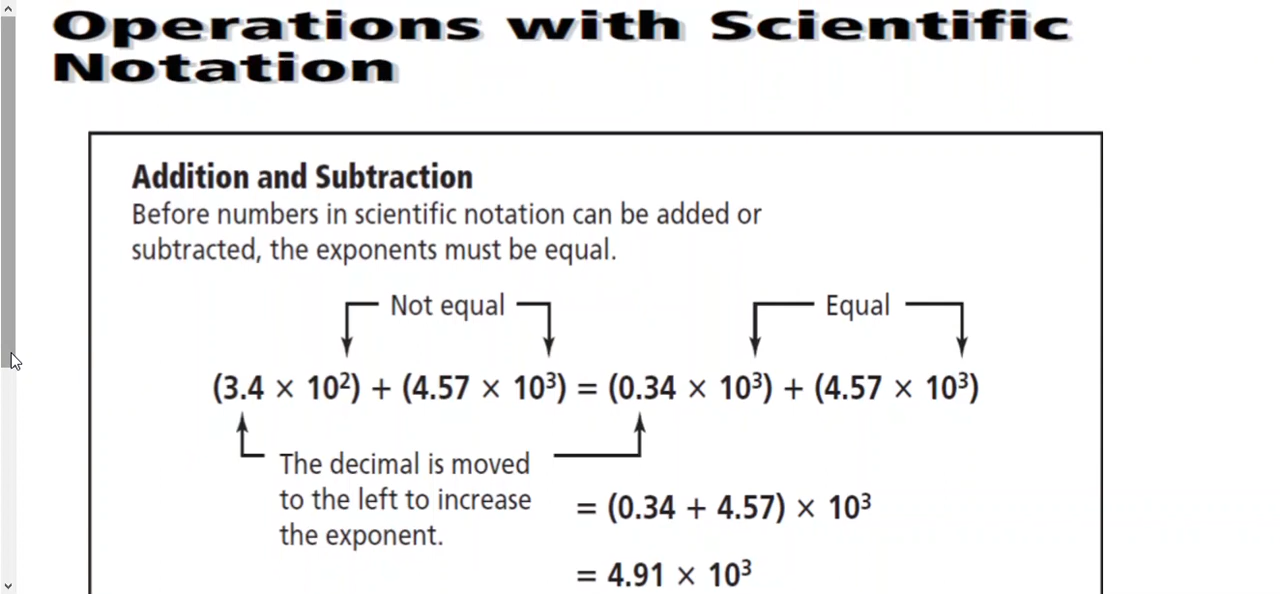 Operations with Scientific
Notation
Addition and Subtraction
Before numbers in scientific notation can be added or
subtracted, the exponents must be equal.
Not equal
Equal
(3.4 × 10²) + (4.57 × 10³) = (0.34 × 10³) + (4.57 × 10³)
The decimal is moved
to the left to increase
the exponent.
= (0.34 + 4.57) × 10³
= 4.91 × 10³